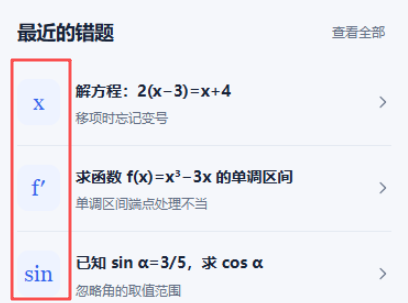 最近的错题 查看全部
x 解方程：2(x−3)=x+4
移项时忘记变号
f′ 求函数 f(x)=x³−3x 的单调区间
单调区间端点处理不当
sin 已知 sin α=3/5，求 cos α
忽略角的取值范围